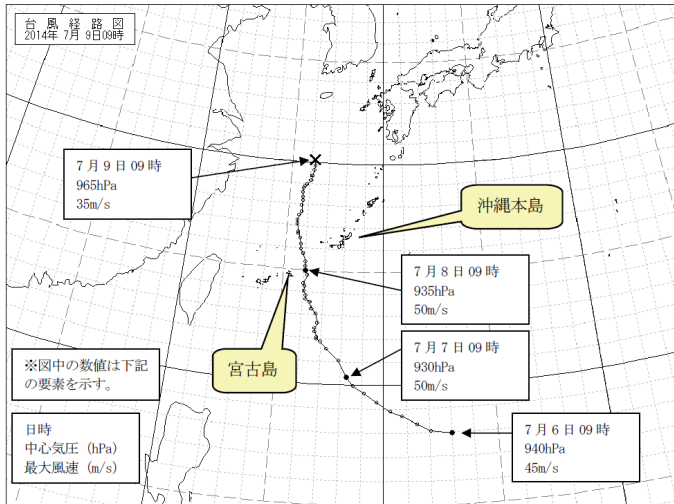 台風経路図
2014年 7月 9日09時
7月9日09時
965hPa
35m/s
沖縄本島
7月8日09時
935hPa
50m/s
7月7日09時
930hPa
50m/s
宮古島
※図中の数値は下記
の要素を示す。
7月6日09時
940hPa
45m/s
日時
中心気圧（hPa）
最大風速（m/s）